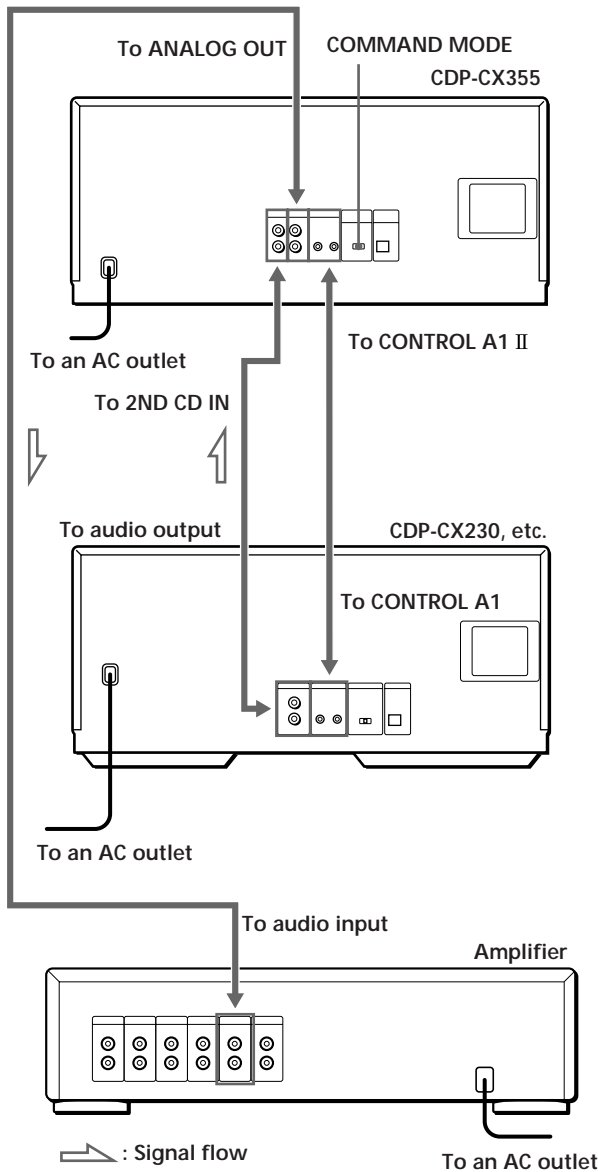 To ANALOG OUT
COMMAND MODE
CDP-CX355
To an AC outlet
To CONTROL A1 II
To 2ND CD IN
To audio output
CDP-CX230, etc.
To CONTROL A1
To an AC outlet
To audio input
Amplifier
: Signal flow
To an AC outlet